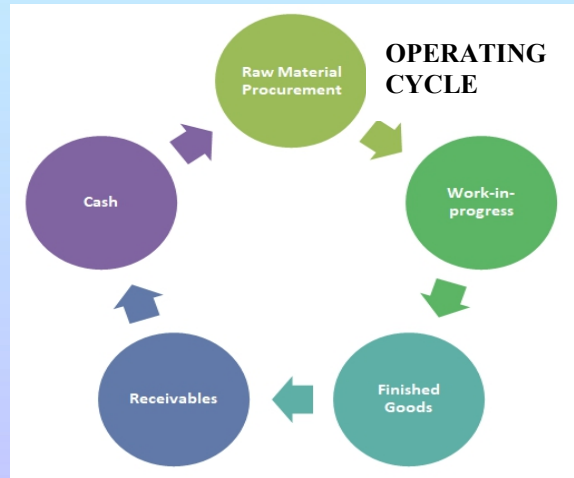 OPERATING
CYCLE
Raw Material
Procurement
Work-in-
progress
Finished
Goods
Receivables
Cash